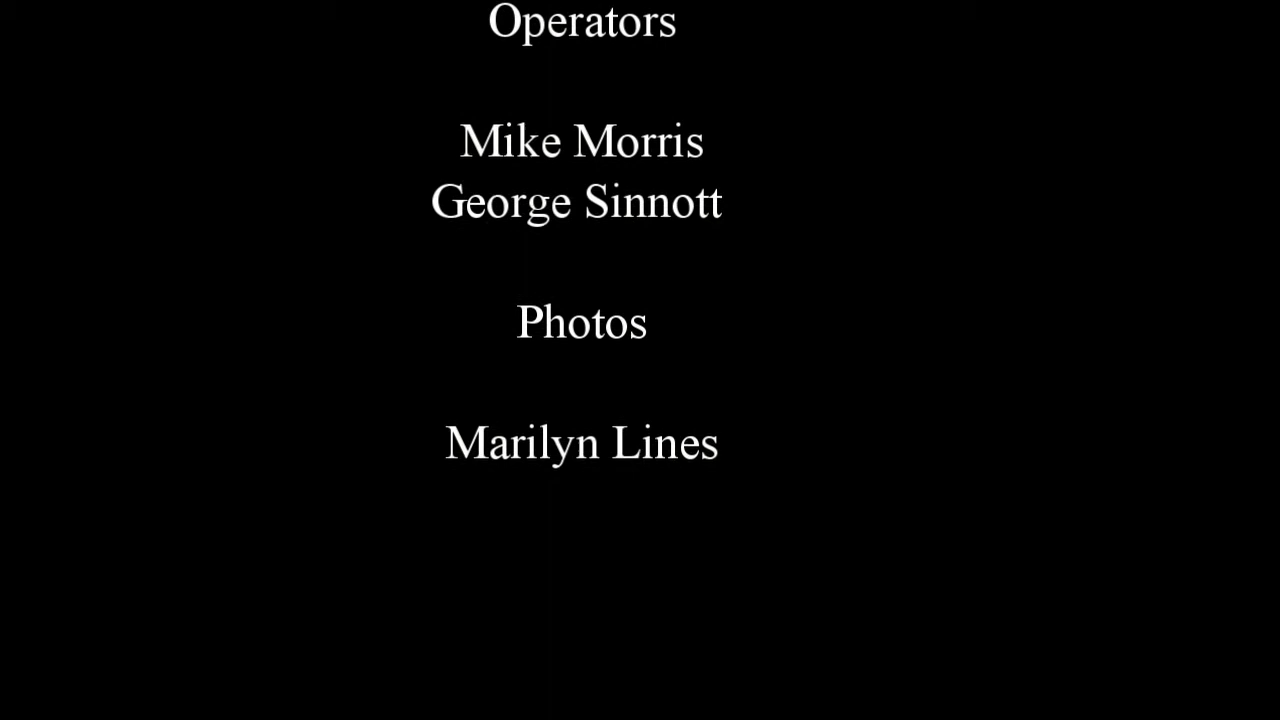 Operators
Mike Morris
George Sinnott
Photos
Marilyn Lines